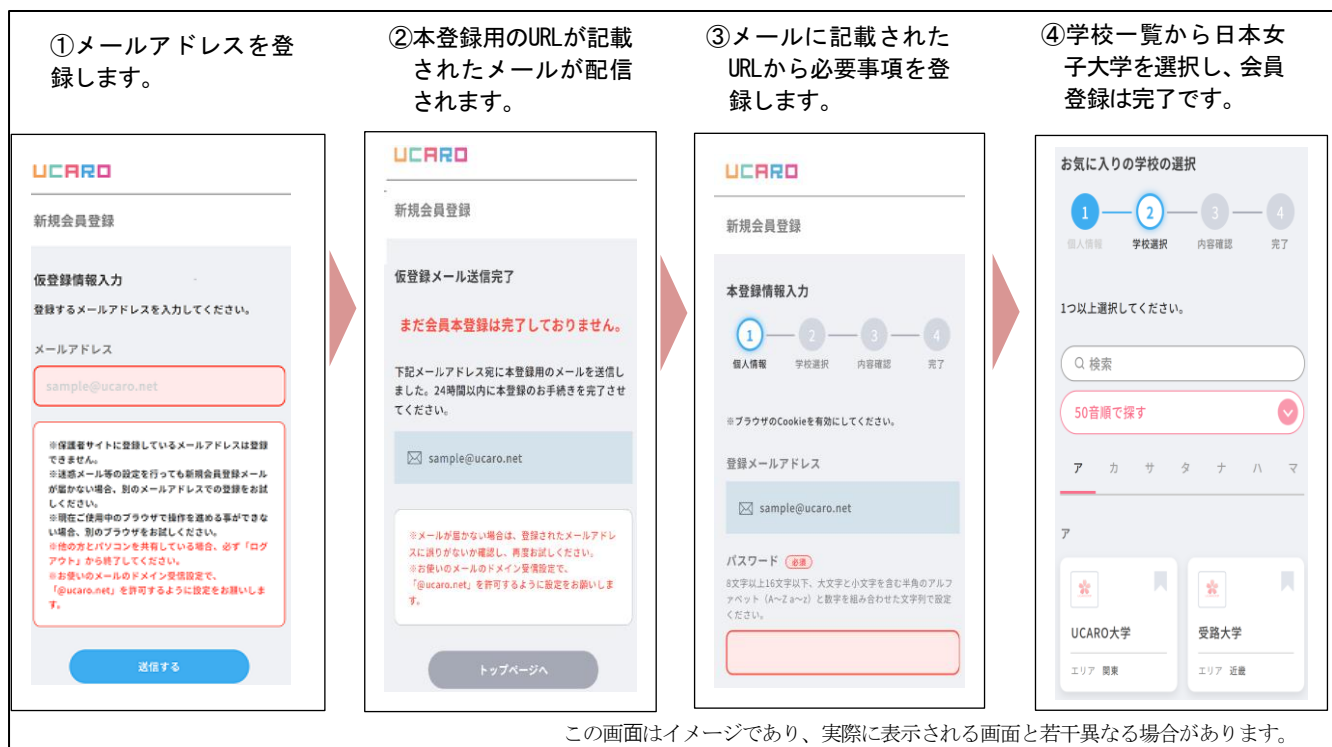 ①メールアドレスを登
録します。
②本登録用のURLが記載
されたメールが配信
されます。
③メールに記載された
URLから必要事項を登
録します。
④学校一覧から日本女
子大学を選択し、会員
登録は完了です。
UCARO
新規会員登録
仮登録情報入力
登録するメールアドレスを入力してください。
メールアドレス
sample@ucaro.net
※保護者サイトに登録しているメールアドレスは登録
できません。
※迷惑メール等の設定を行っても新規会員登録メール
が届かない場合、別のメールアドレスでの登録をお試
しください。
※現在ご使用中のブラウザで操作を進める事ができな
い場合、別のブラウザをお試しください。
※他の方とパソコンを共有している場合、必ず「ログ
アウト」から終了してください。
※お使いのメールのドメイン受信設定で、
「@ucaro.net」を許可するように設定をお願いしま
す。
送信する
UCARO
新規会員登録
仮登録メール送信完了
まだ会員本登録は完了しておりません。
下記メールアドレス宛に本登録用のメールを送信し
ました。24時間以内に本登録のお手続きを完了させ
てください。
sample@ucaro.net
※メールが届かない場合は、登録されたメールアドレ
スに誤りがないか確認し、再度お試しください。
※お使いのメールのドメイン受信設定で、
「@ucaro.net」を許可するように設定をお願いしま
す。
トップページへ
UCARO
新規会員登録
本登録情報入力
1 2 3 4
個人情報 学校選択 内容確認 完了
※ブラウザのCookieを有効にしてください。
登録メールアドレス
sample@ucaro.net
パスワード 必須
8文字以上16文字以下、大文字と小文字を含む半角のアルフ
ァベット（A～Z a～z）と数字を組み合わせた文字列で設定
ください。
お気に入りの学校の選択
1 2 3 4
個人情報 学校選択 内容確認 完了
1つ以上選択してください。
検索
50音順で探す
ア カ サ タ ナ ハ マ
ア
UCARO大学 受路大学
エリア 関東 エリア 近畿
この画面はイメージであり、実際に表示される画面と若干異なる場合があります。